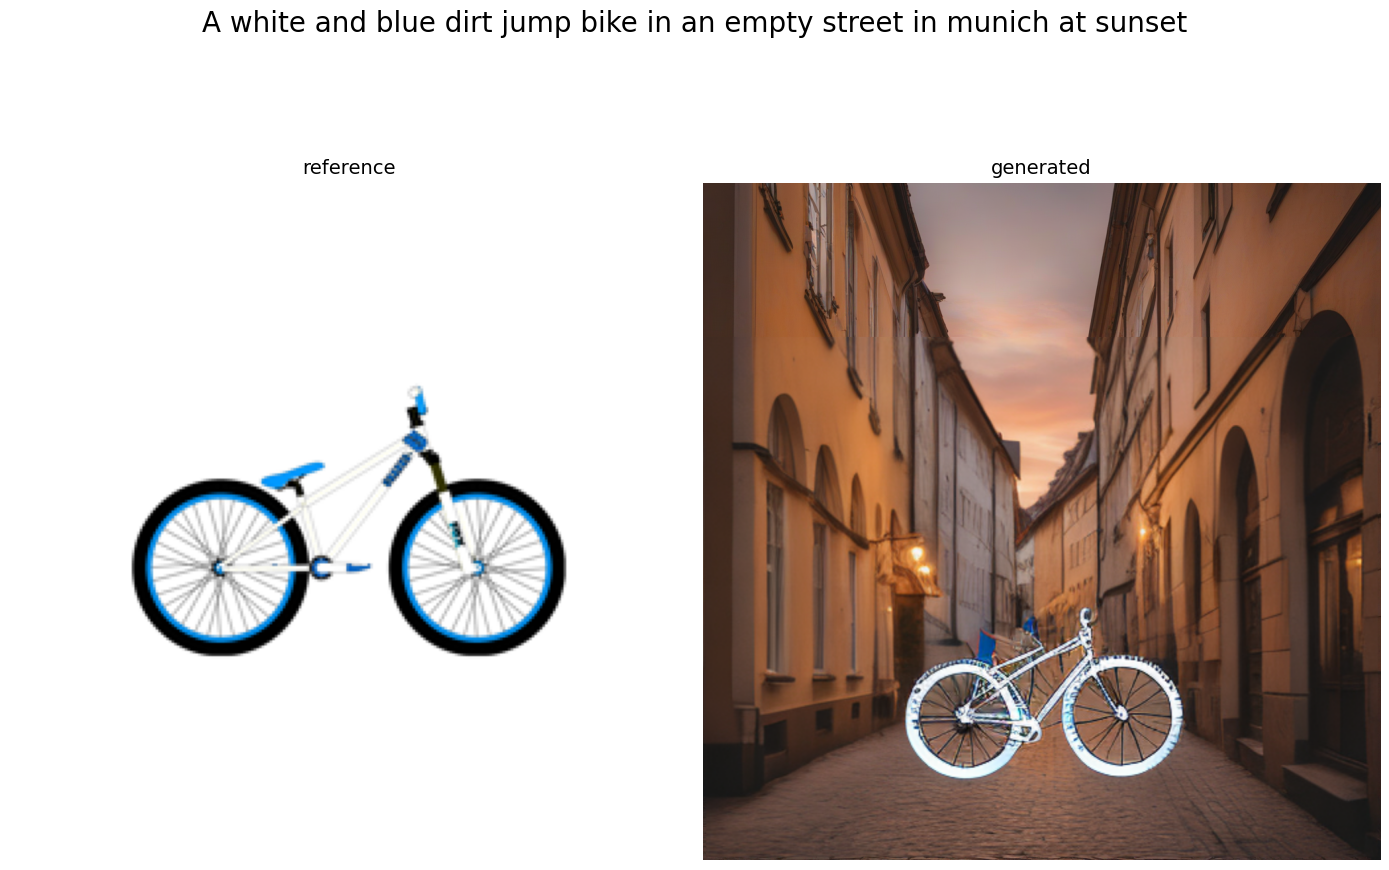 A white and blue dirt jump bike in an empty street in munich at sunset
reference
generated